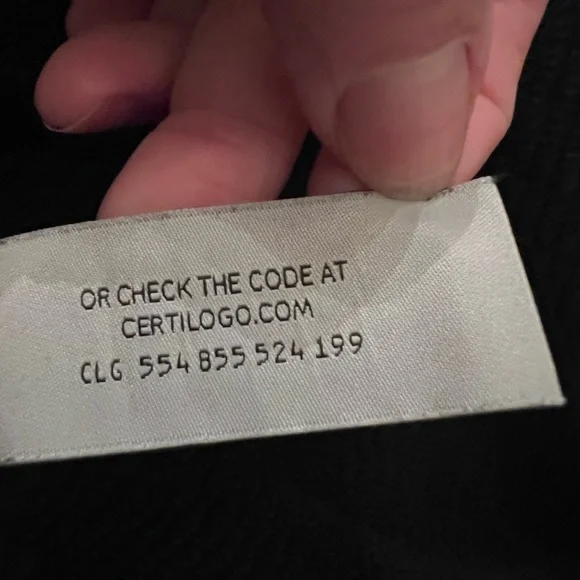 OR CHECK THE CODE AT
CERTILOGO.COM
CLG 554 855 524 199